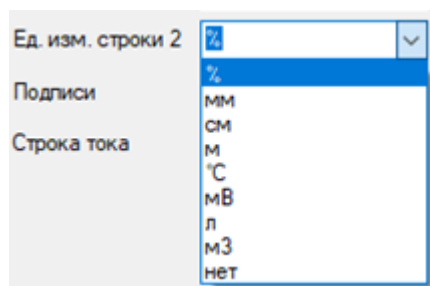 Ед. изм. строки 2 %
%
Подписи
мм
см
Строка тока
м
°C
мВ
л
м3
нет